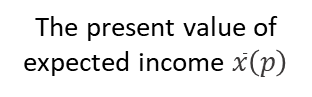 The present value of
expected income ẋ(p)